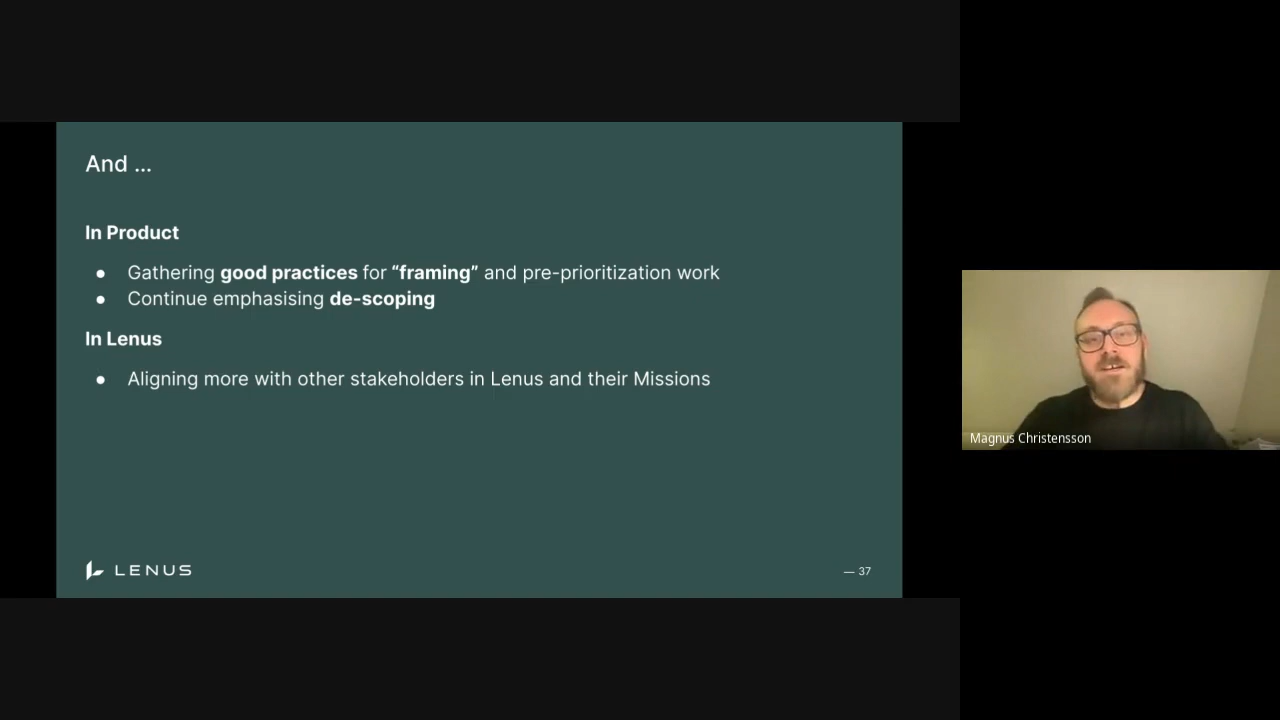 And ...
In Product
● Gathering good practices for “framing” and pre-prioritization work
● Continue emphasising de-scoping
In Lenus
● Aligning more with other stakeholders in Lenus and their Missions
LENUS
— 37
Magnus Christensson